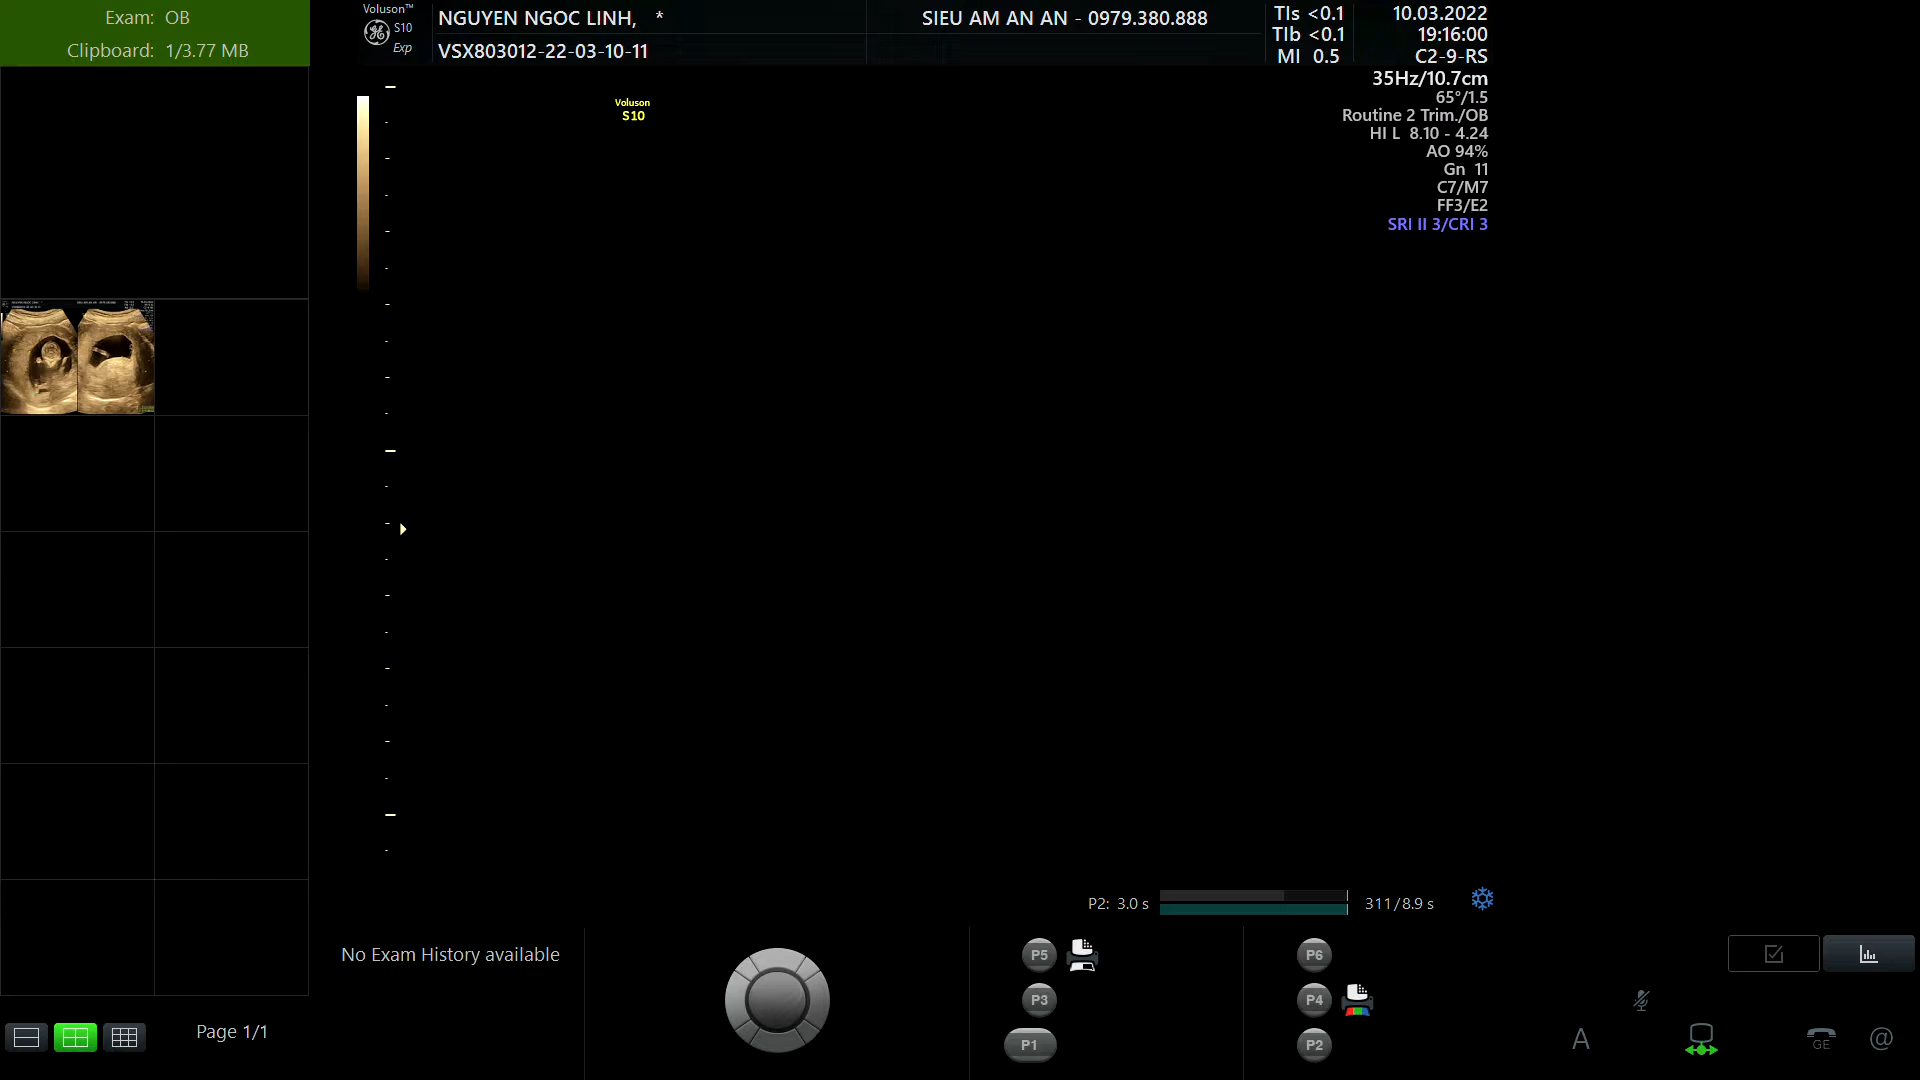 Exam: OB
Clipboard: 1/3.77 MB
Voluson™
S10
Exp
NGUYEN NGOC LINH, *
VSX803012-22-03-10-11
SIEU AM AN AN - 0979.380.888
TIs <0.1
TIb <0.1
MI 0.5
10.03.2022
19:16:00
C2-9-RS
35Hz/10.7cm
65°/1.5
Routine 2 Trim./OB
HI L 8.10 - 4.24
AO 94%
Gn 11
C7/M7
FF3/E2
SRI II 3/CRI 3
Voluson
S10
P2: 3.0 s
311/8.9 s
No Exam History available
P5
P3
P1
P6
P4
P2
A
GE
@
Page 1/1